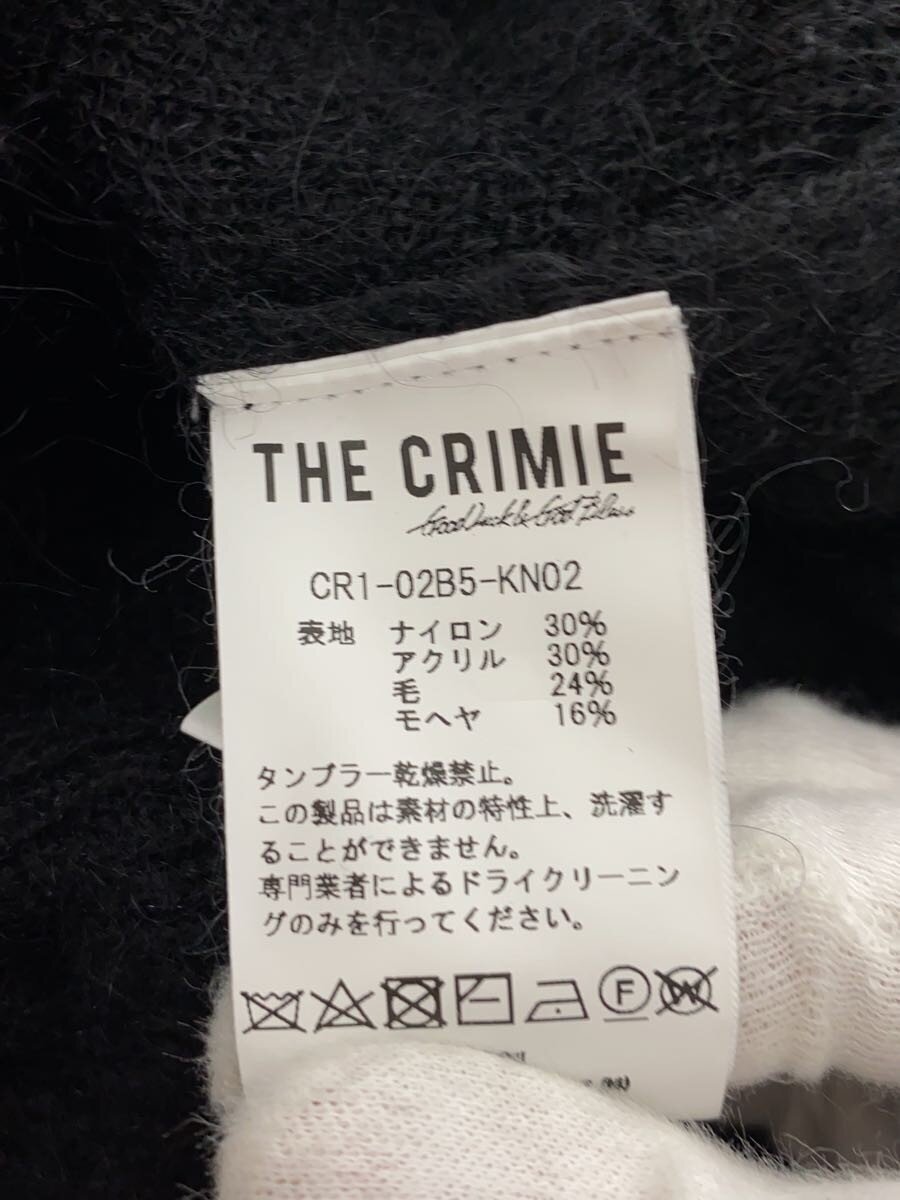 THE CRIMIE
Good Luck & God Bless
CR1-02B5-KN02
表地 ナイロン 30%
アクリル 30%
毛 24%
モヘヤ 16%
タンブラー乾燥禁止。
この製品は素材の特性上、洗濯す
ることができません。
専門業者によるドライクリーニン
グのみを行ってください。
F W